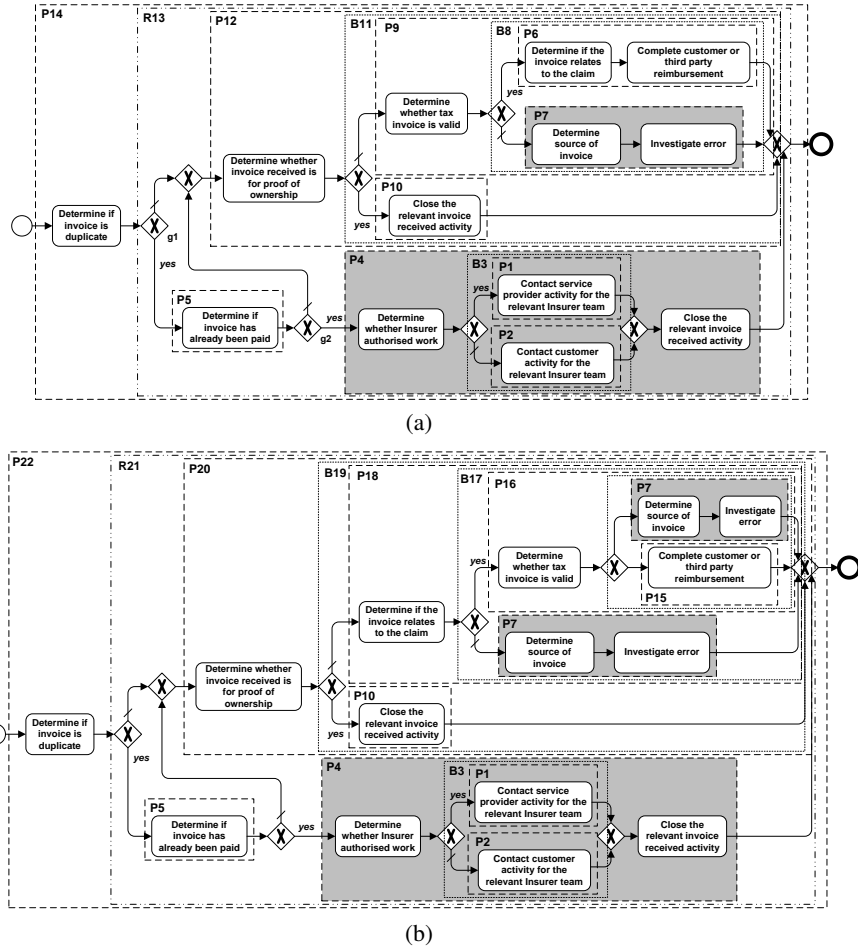 P14
R13
P12
B11
P9
B8
P6
Determine if the
invoice relates
to the claim
Complete customer or
third party
reimbursement
yes
X
Determine
whether tax
invoice is valid
P7
Determine
source of
invoice
Investigate error
X
X
Determine whether
invoice received is
for proof of
ownership
X
yes
P10
Close the
relevant invoice
received activity
Determine if
invoice is
duplicate
X
g1
yes
P5
Determine if
invoice has
already been paid
X
g2
yes
P4
Determine
whether Insurer
authorised work
B3
X
yes
P1
Contact service
provider activity for the
relevant Insurer team
P2
Contact customer
activity for the
relevant Insurer team
X
Close the
relevant invoice
received activity
(a)
P22
R21
P20
B19
P18
B17
P16
P7
Determine
source of
invoice
Investigate
error
Determine
whether tax
invoice is valid
X
Complete customer or
third party
reimbursement
P15
X
yes
Determine if the
invoice relates
to the claim
X
P7
Determine
source of
invoice
Investigate error
X
Determine whether
invoice received is
for proof of
ownership
X
yes
P10
Close the
relevant invoice
received activity
Determine if
invoice is
duplicate
X
yes
P5
Determine if
invoice has
already been paid
X
yes
P4
Determine
whether Insurer
authorised work
B3
X
yes
P1
Contact service
provider activity for the
relevant Insurer team
P2
Contact customer
activity for the
relevant Insurer team
X
Close the
relevant invoice
received activity
(b)